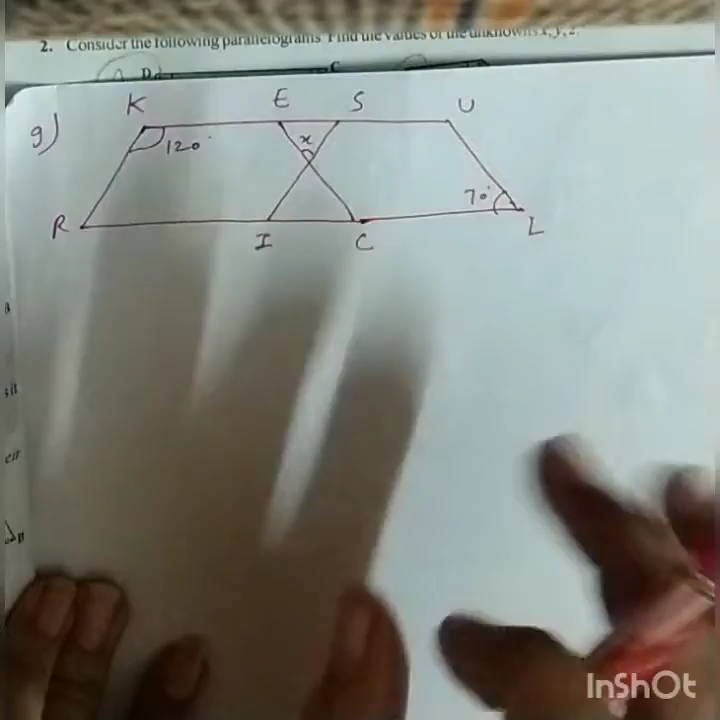 2. Consider the following parallelograms. Find the values of the unknowns x, y, z.
D C
g)
K E S U
120°
x
70°
R I C L
InShOt